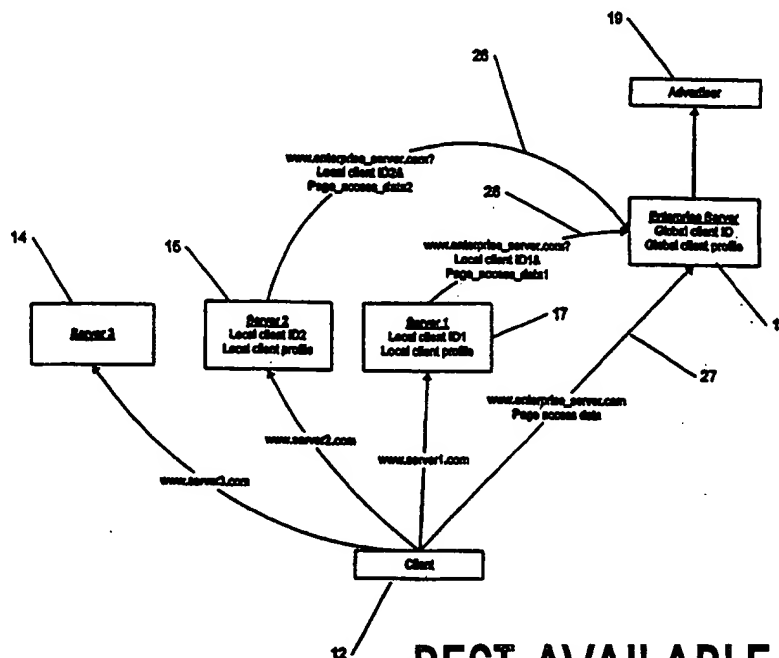 19
Advertiser
26
www.enterprise_server.com?
Local client ID2&
Page_access_data2
26
Enterprise Server
Global client ID
Global client profile
14
15
www.enterprise_server.com?
Local client ID1&
Page_access_data1
Server 3
Server 2
Local client ID2
Local client profile
Server 1
Local client ID1
Local client profile
17
27
www.enterprise_server.com
Page access data
www.server3.com
www.server2.com
www.server1.com
Client
12
BEST AVAILABLE